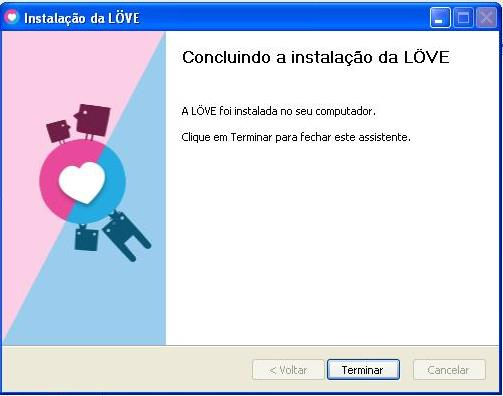 Instalação da LÖVE
Concluindo a instalação da LÖVE
A LÖVE foi instalada no seu computador.
Clique em Terminar para fechar este assistente.
< Voltar
Terminar
Cancelar